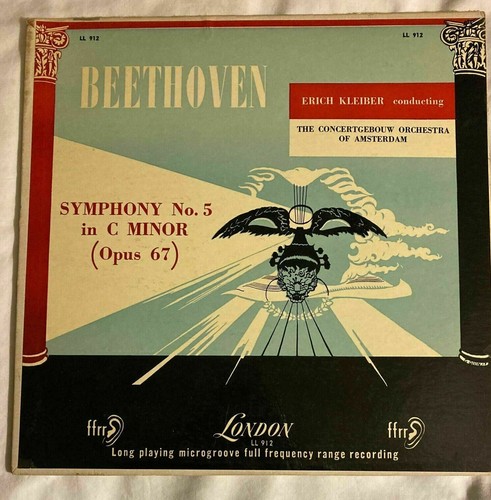 LL 912
LL 912
BEETHOVEN
ERICH KLEIBER conducting
THE CONCERTGEBOUW ORCHESTRA
OF AMSTERDAM
SYMPHONY No. 5
in C MINOR
(Opus 67)
ffrr
LONDON
ffrr
LL 912
Long playing microgroove full frequency range recording